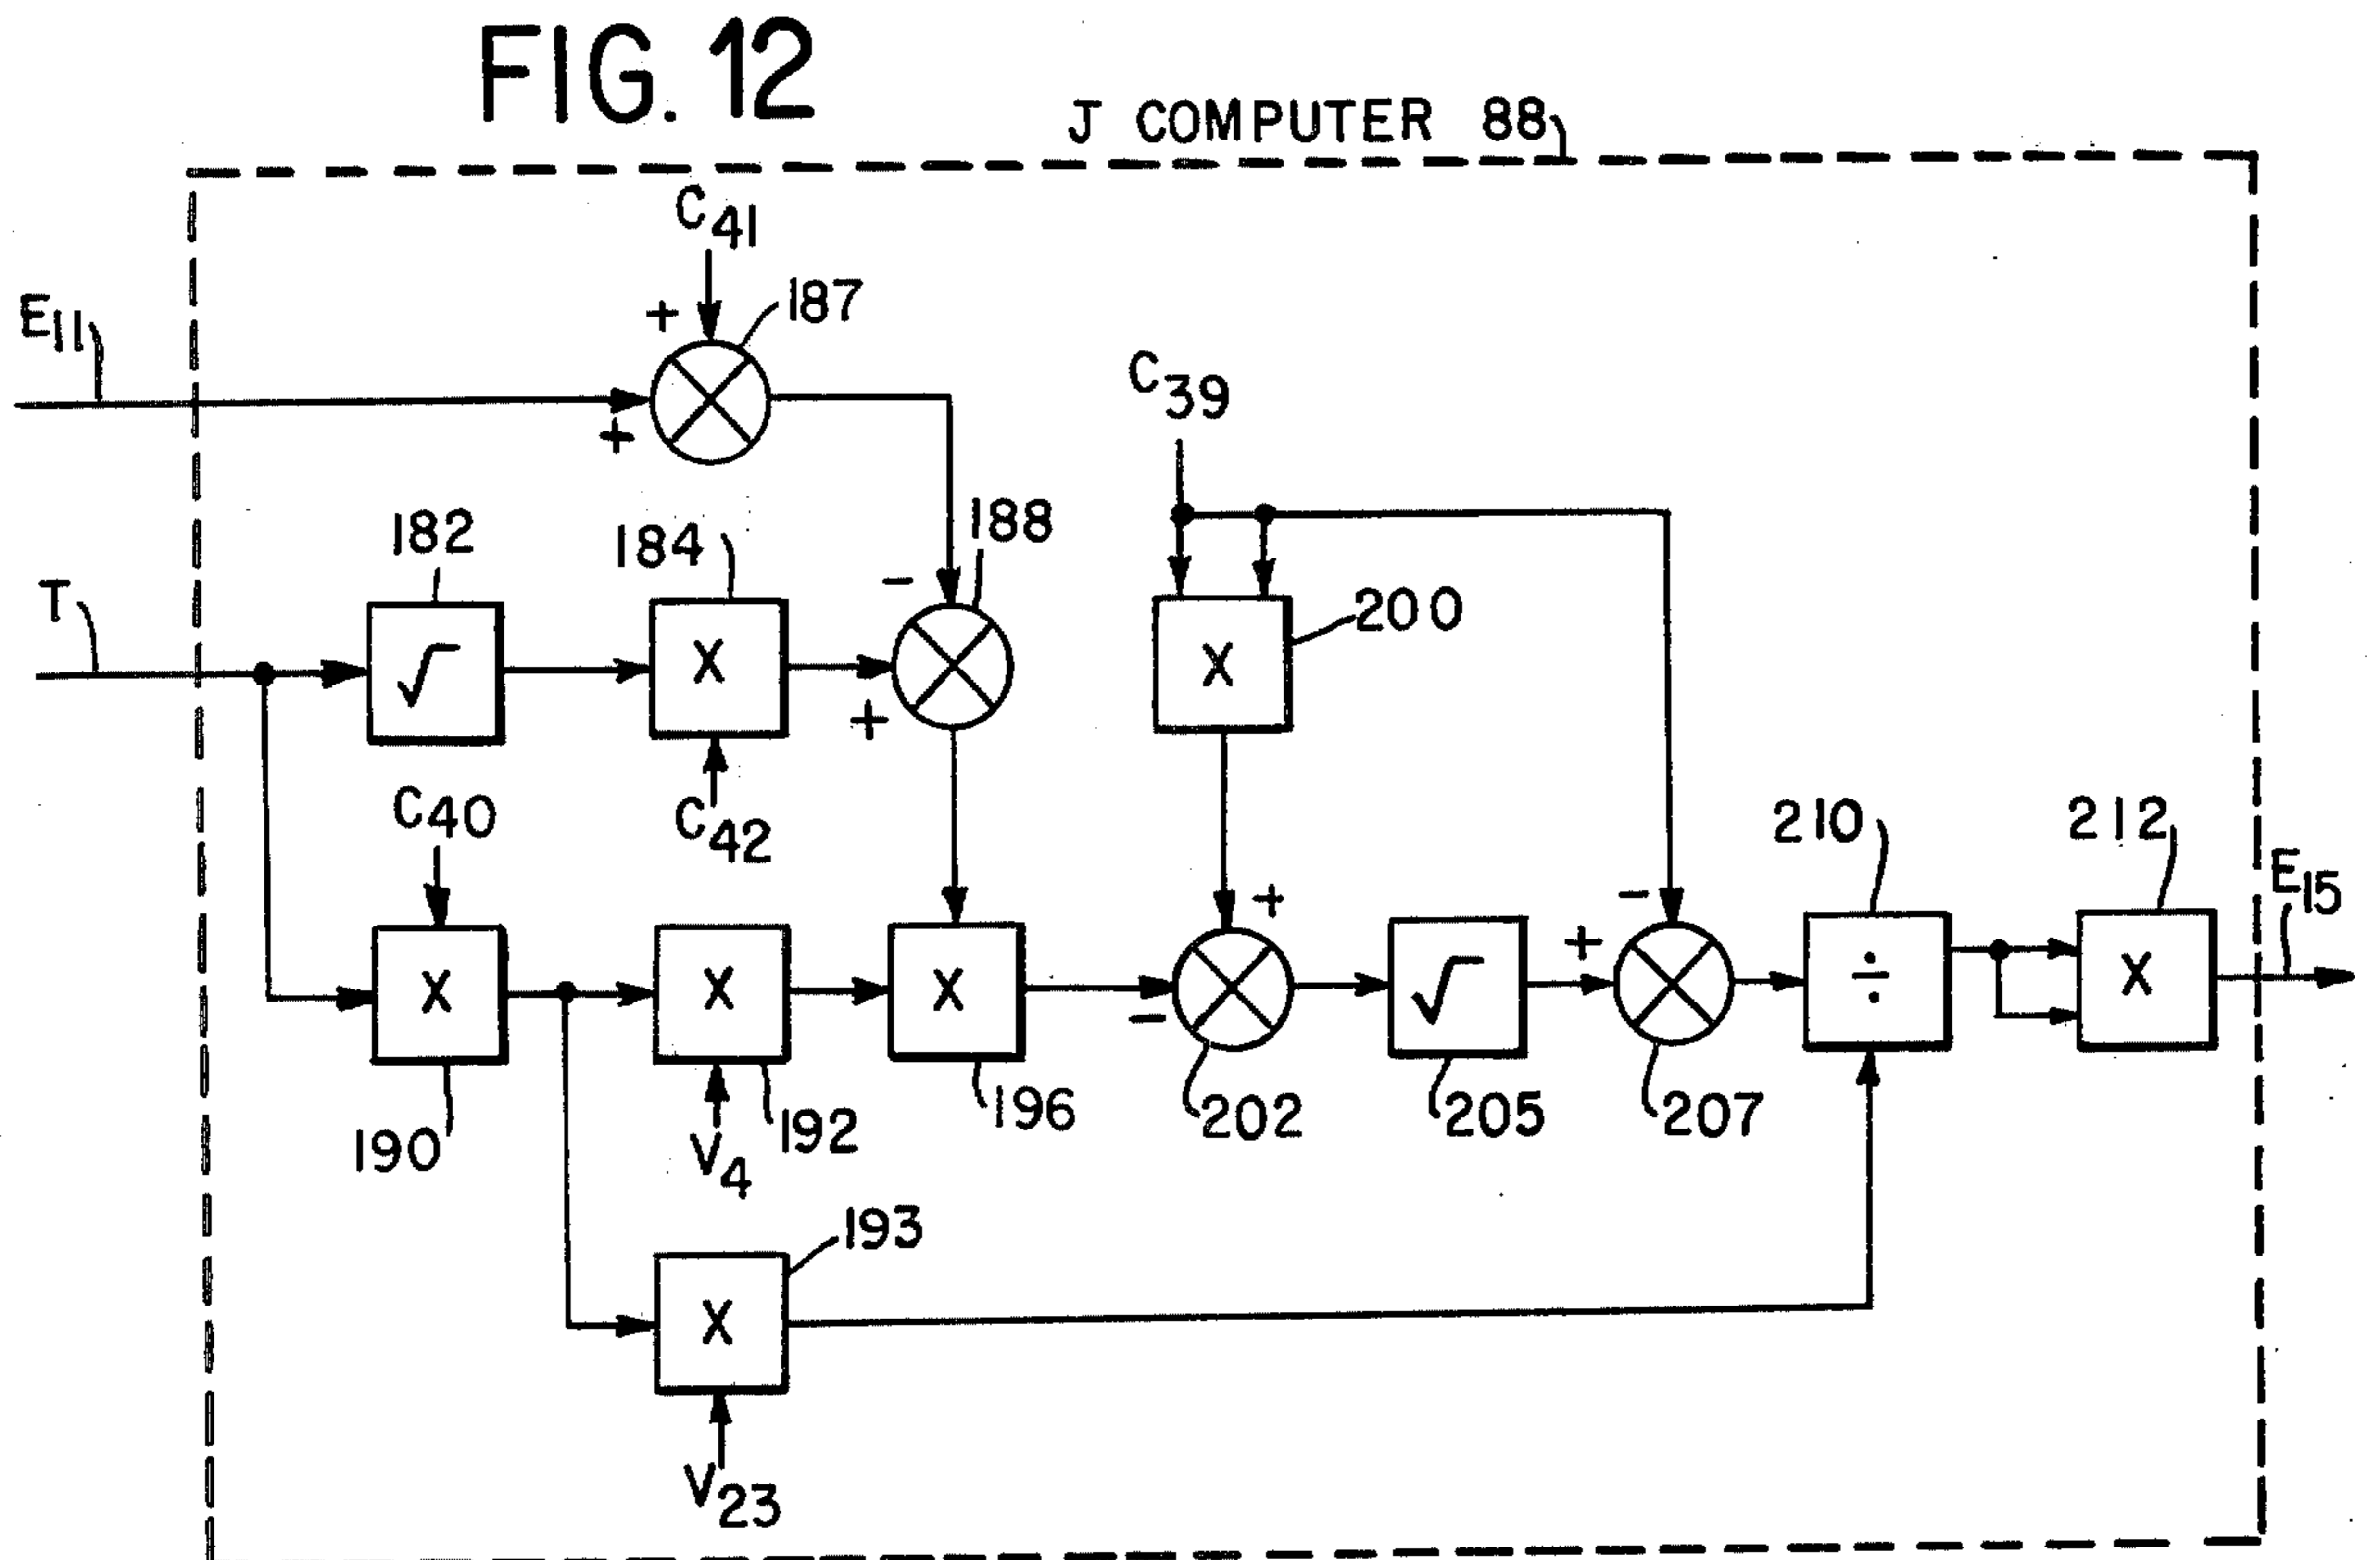 FIG. 12
J COMPUTER 88
C41
+
187
E11
+
C39
182
184
188
T
-
200
√
X
X
+
C40
C42
210
212
+
-
E15
X
X
X
+
√
÷
X
-
190
V4
192
196
202
205
207
193
X
V23